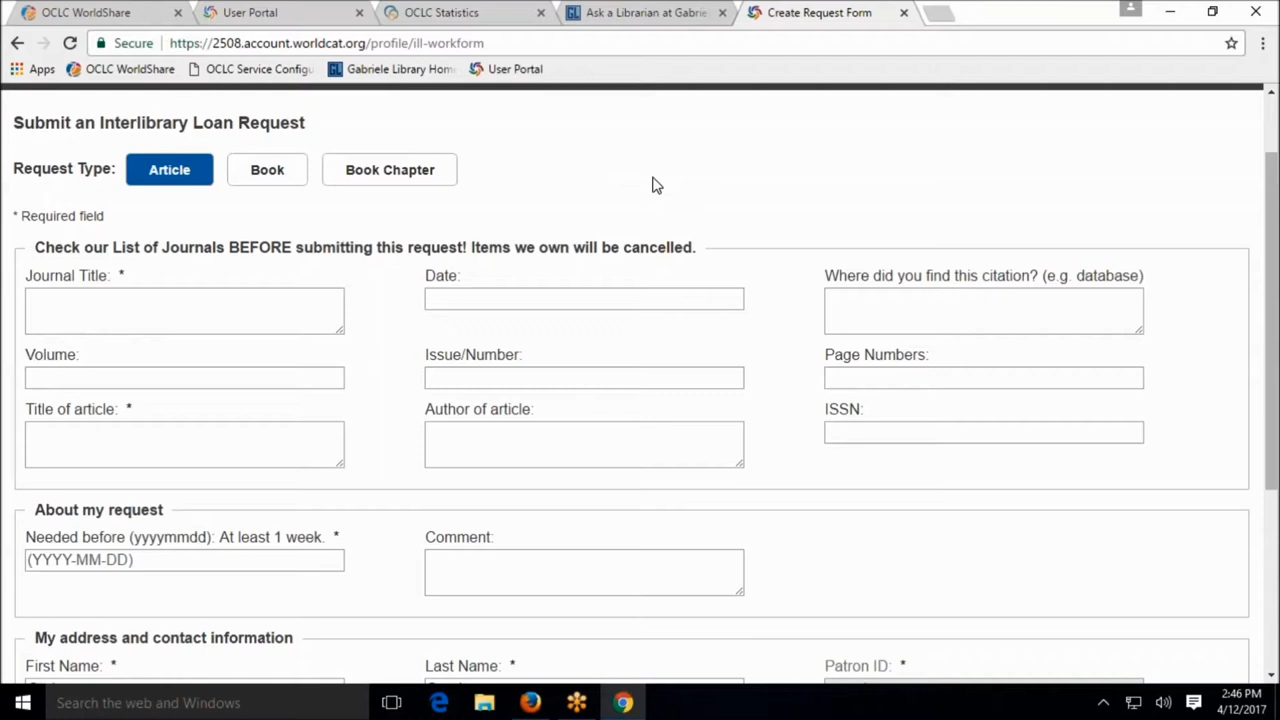 OCLC WorldShare
User Portal
OCLC Statistics
Ask a Librarian at Gabriele
Create Request Form
Secure https://2508.account.worldcat.org/profile/ill-workform
Apps OCLC WorldShare OCLC Service Configu Gabriele Library Hom User Portal
Submit an Interlibrary Loan Request
Request Type: Article Book Book Chapter
* Required field
Check our List of Journals BEFORE submitting this request! Items we own will be cancelled.
Journal Title: * Date: Where did you find this citation? (e.g. database)
Volume: Issue/Number: Page Numbers:
Title of article: * Author of article: ISSN:
About my request
Needed before (yyyymmdd): At least 1 week. * Comment:
(YYYY-MM-DD)
My address and contact information
First Name: * Last Name: * Patron ID: *
Search the web and Windows
2:46 PM
4/12/2017